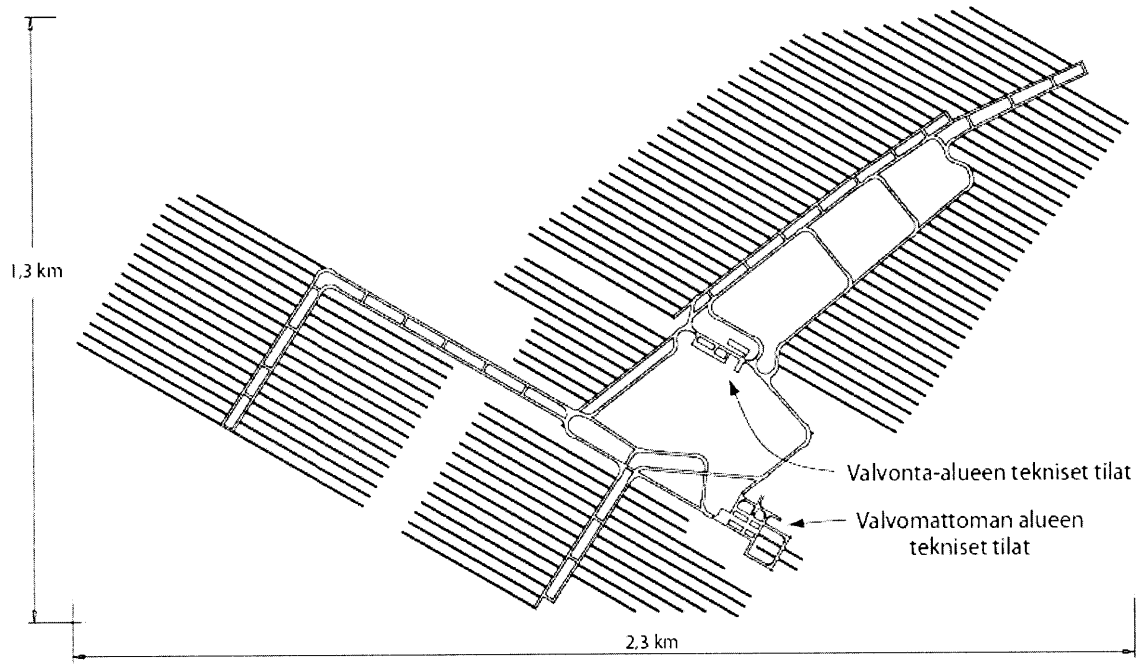 1,3 km
Valvonta-alueen tekniset tilat
Valvomattoman alueen
tekniset tilat
2,3 km